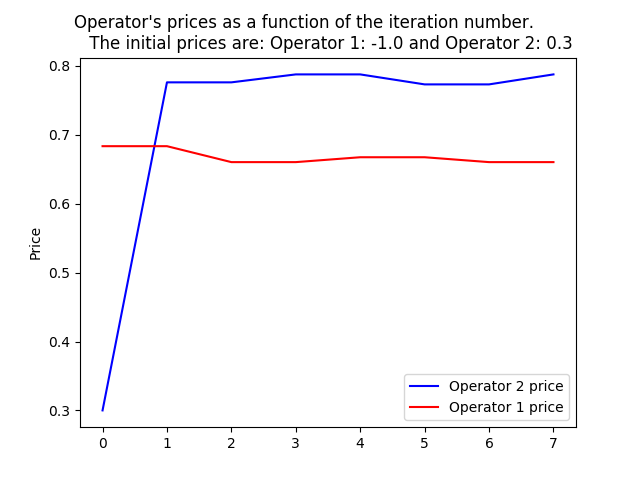 Operator's prices as a function of the iteration number.
The initial prices are: Operator 1: -1.0 and Operator 2: 0.3
0.8
0.7
0.6
0.5
0.4
0.3
Price
0 1 2 3 4 5 6 7
Operator 2 price
Operator 1 price